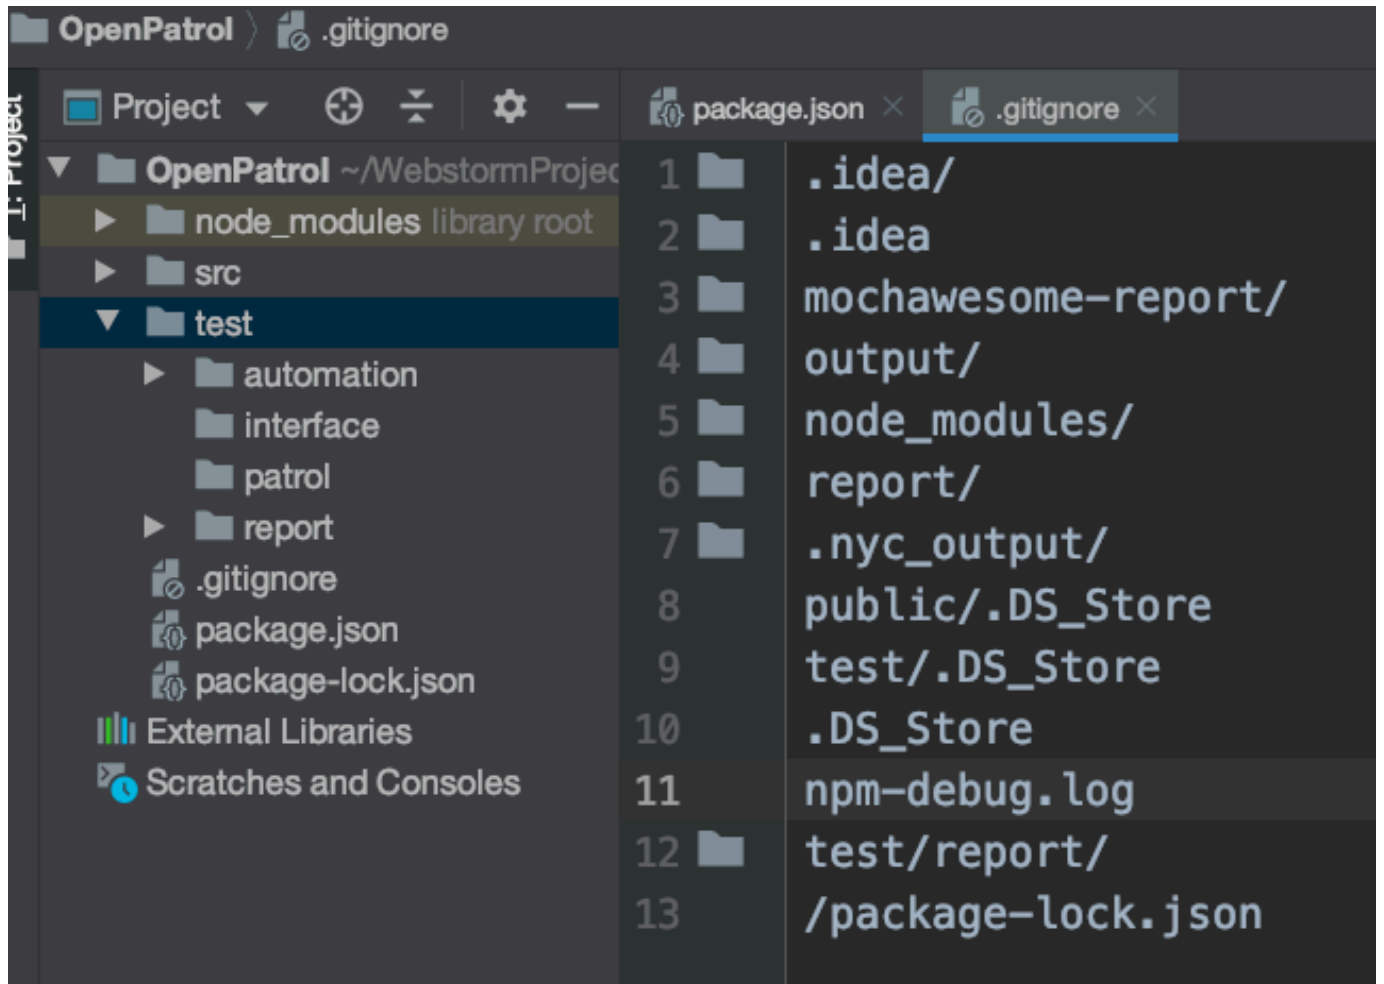 OpenPatrol .gitignore
1: Project
Project
OpenPatrol ~/WebstormProjec
node_modules library root
src
test
automation
interface
patrol
report
.gitignore
package.json
package-lock.json
External Libraries
Scratches and Consoles
package.json .gitignore
1 .idea/
2 .idea
3 mochawesome-report/
4 output/
5 node_modules/
6 report/
7 .nyc_output/
8 public/.DS_Store
9 test/.DS_Store
10 .DS_Store
11 npm-debug.log
12 test/report/
13 /package-lock.json